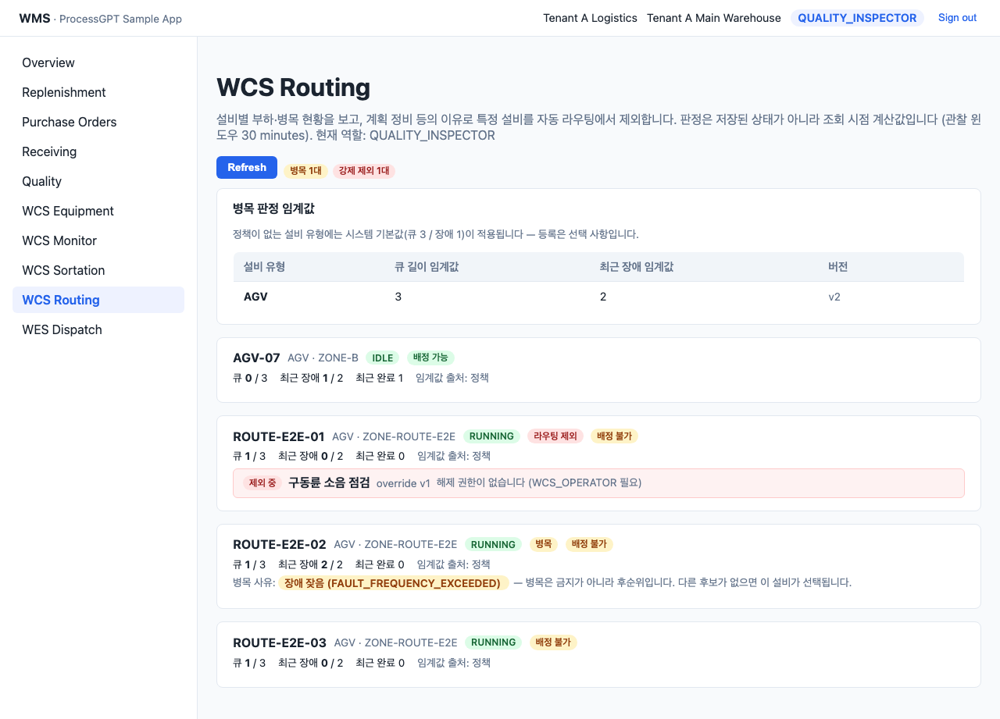 WMS · ProcessGPT Sample App
Tenant A Logistics Tenant A Main Warehouse QUALITY_INSPECTOR Sign out
Overview
Replenishment
Purchase Orders
Receiving
Quality
WCS Equipment
WCS Monitor
WCS Sortation
WCS Routing
WES Dispatch
WCS Routing
설비별 부하·병목 현황을 보고, 계획 정비 등의 이유로 특정 설비를 자동 라우팅에서 제외합니다. 판정은 저장된 상태가 아니라 조회 시점 계산값입니다 (관찰 윈
도우 30 minutes). 현재 역할: QUALITY_INSPECTOR
Refresh 병목 1대 강제 제외 1대
병목 판정 임계값
정책이 없는 설비 유형에는 시스템 기본값(큐 3 / 장애 1)이 적용됩니다 — 등록은 선택 사항입니다.
설비 유형 큐 길이 임계값 최근 장애 임계값 버전
AGV 3 2 v2
AGV-07 AGV · ZONE-B IDLE 배정 가능
큐 0 / 3 최근 장애 1 / 2 최근 완료 1 임계값 출처: 정책
ROUTE-E2E-01 AGV · ZONE-ROUTE-E2E RUNNING 라우팅 제외 배정 불가
큐 1 / 3 최근 장애 0 / 2 최근 완료 0 임계값 출처: 정책
제외 중 구동륜 소음 점검 override v1 해제 권한이 없습니다 (WCS_OPERATOR 필요)
ROUTE-E2E-02 AGV · ZONE-ROUTE-E2E RUNNING 병목 배정 불가
큐 1 / 3 최근 장애 2 / 2 최근 완료 0 임계값 출처: 정책
병목 사유: 장애 잦음 (FAULT_FREQUENCY_EXCEEDED) — 병목은 금지가 아니라 후순위입니다. 다른 후보가 없으면 이 설비가 선택됩니다.
ROUTE-E2E-03 AGV · ZONE-ROUTE-E2E RUNNING 배정 불가
큐 1 / 3 최근 장애 0 / 2 최근 완료 0 임계값 출처: 정책